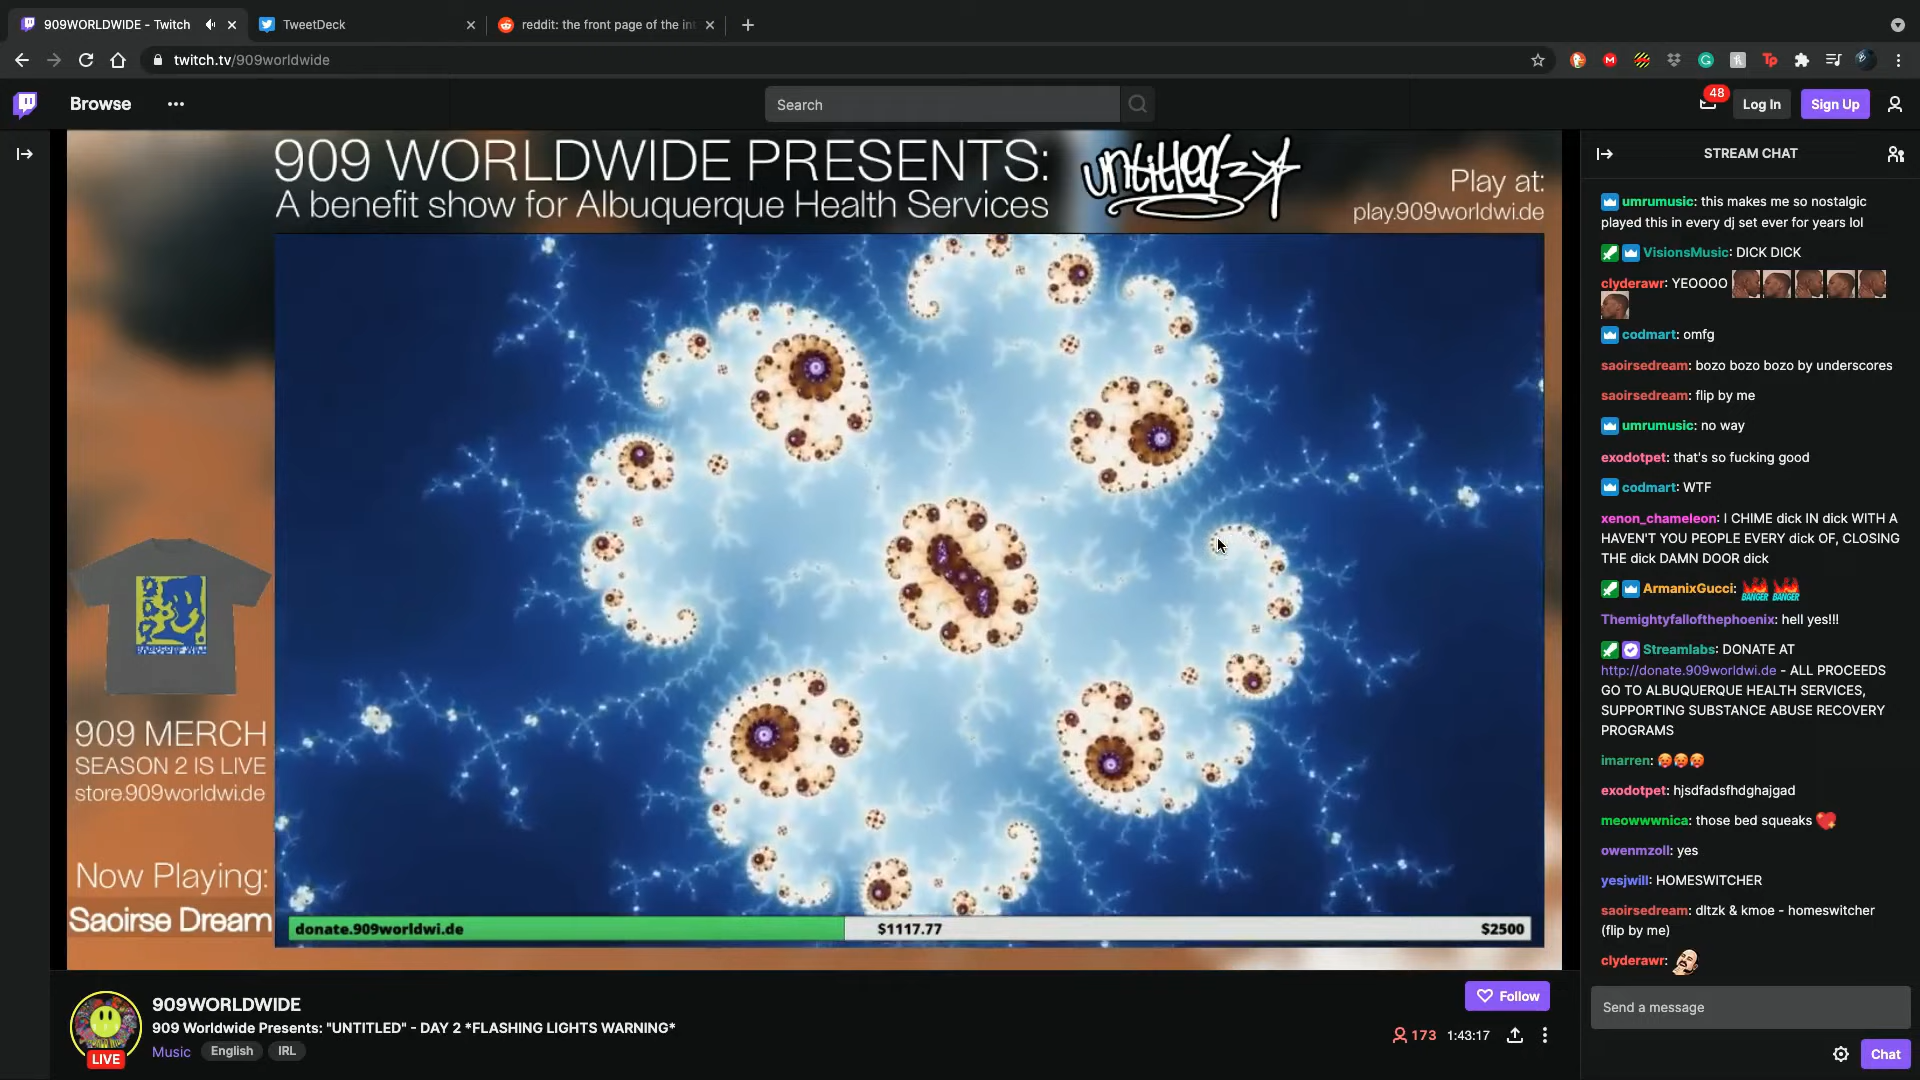 909WORLDWIDE - Twitch
TweetDeck
reddit: the front page of the in
twitch.tv/909worldwide
Browse
Search
48
Log In
Sign Up
909 WORLDWIDE PRESENTS:
A benefit show for Albuquerque Health Services
untitled
Play at:
play.909worldwi.de
909 MERCH
SEASON 2 IS LIVE
store.909worldwi.de
Now Playing:
Saoirse Dream
donate.909worldwi.de
$1117.77
$2500
LIVE
909WORLDWIDE
909 Worldwide Presents: "UNTITLED" - DAY 2 *FLASHING LIGHTS WARNING*
Music
English
IRL
Follow
173
1:43:17
STREAM CHAT
umrumusic: this makes me so nostalgic
played this in every dj set ever for years lol
VisionsMusic: DICK DICK
clyderawr: YEOOOO
codmart: omfg
saoirsedream: bozo bozo bozo by underscores
saoirsedream: flip by me
umrumusic: no way
exodotpet: that's so fucking good
codmart: WTF
xenon_chameleon: I CHIME dick IN dick WITH A
HAVEN'T YOU PEOPLE EVERY dick OF, CLOSING
THE dick DAMN DOOR dick
ArmanixGucci: BANGER BANGER
Themightyfallofthephoenix: hell yes!!!
Streamlabs: DONATE AT
http://donate.909worldwi.de - ALL PROCEEDS
GO TO ALBUQUERQUE HEALTH SERVICES,
SUPPORTING SUBSTANCE ABUSE RECOVERY
PROGRAMS
imarren: 🥵🥵🥵
exodotpet: hjsdfadsfhdghajgad
meowwwnica: those bed squeaks 💖
owenmzoll: yes
yesjwill: HOMESWITCHER
saoirsedream: dltzk & kmoe - homeswitcher
(flip by me)
clyderawr:
Send a message
Chat